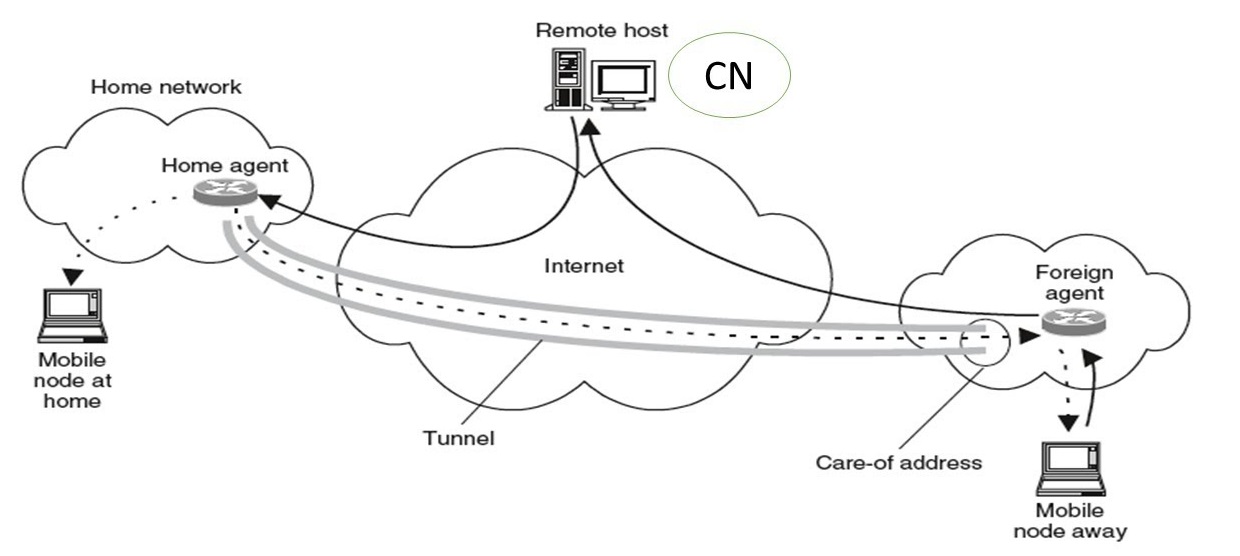 Remote host
CN
Home network
Home agent
Internet
Foreign
agent
Mobile
node at
home
Tunnel
Care-of address
Mobile
node away